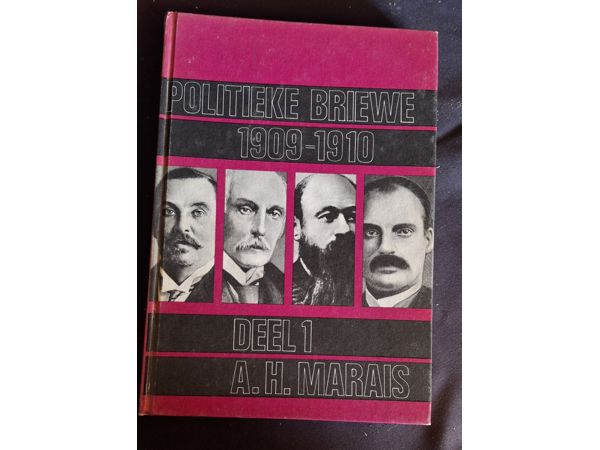 POLITIEKE BRIEWE
1909-1910
DEEL 1
A. H. MARAIS